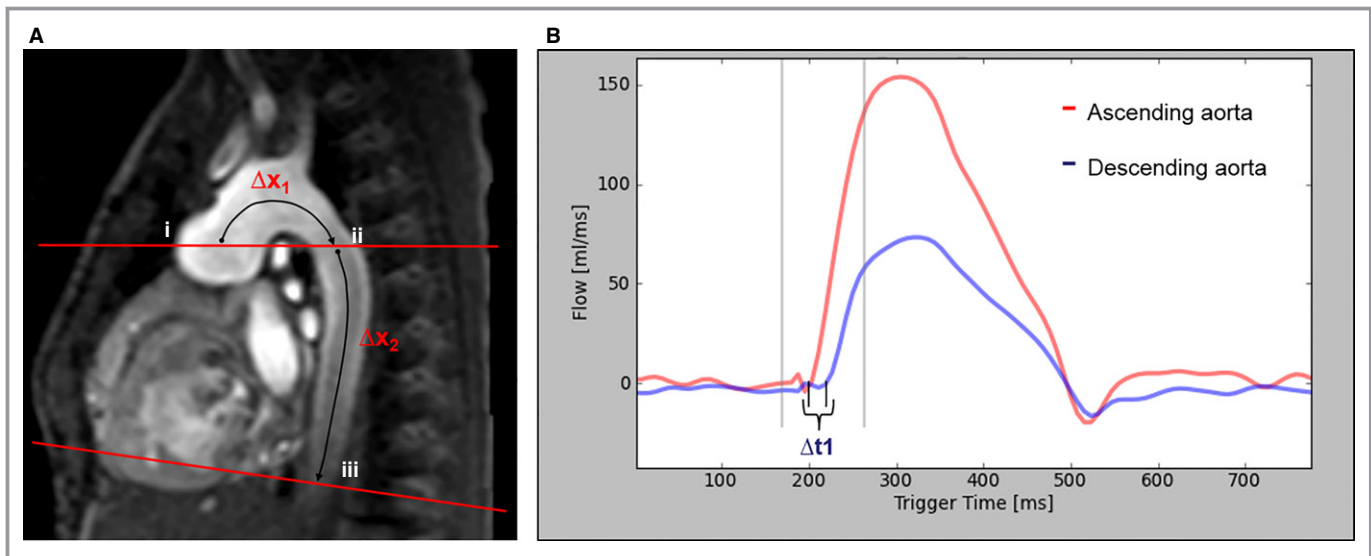 A
i
Δx1
ii
Δx2
iii
B
Flow [ml/ms]
150
100
50
0
Ascending aorta
Descending aorta
Δt1
100 200 300 400 500 600 700
Trigger Time [ms]